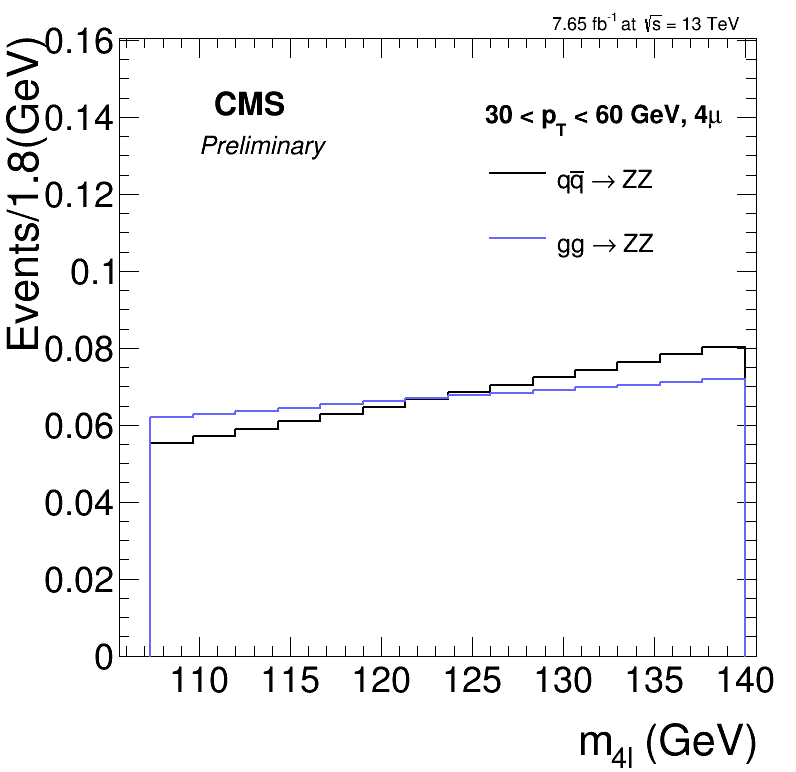 7.65 fb⁻¹ at √s = 13 TeV
Events/1.8(GeV)
0.16
0.14
0.12
0.1
0.08
0.06
0.04
0.02
0
CMS
Preliminary
30 < p_T < 60 GeV, 4μ
qq̅ → ZZ
gg → ZZ
110 115 120 125 130 135 140
m_4l (GeV)